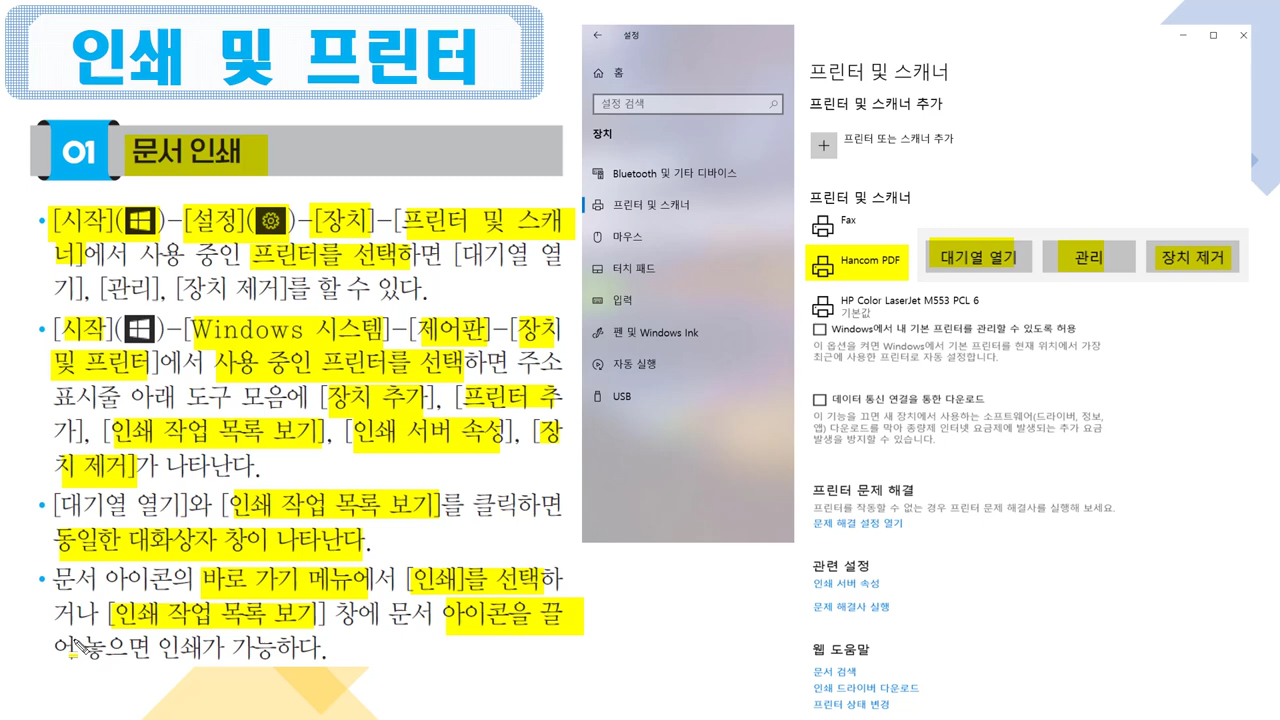 인쇄 및 프린터
01 문서 인쇄
• [시작]()-[설정]()-[장치]-[프린터 및 스캐
너]에서 사용 중인 프린터를 선택하면 [대기열 열
기], [관리], [장치 제거]를 할 수 있다.
• [시작]()-[Windows 시스템]-[제어판]-[장치
및 프린터]에서 사용 중인 프린터를 선택하면 주소
표시줄 아래 도구 모음에 [장치 추가], [프린터 추
가], [인쇄 작업 목록 보기], [인쇄 서버 속성], [장
치 제거]가 나타난다.
• [대기열 열기]와 [인쇄 작업 목록 보기]를 클릭하면
동일한 대화상자 창이 나타난다.
• 문서 아이콘의 바로 가기 메뉴에서 [인쇄]를 선택하
거나 [인쇄 작업 목록 보기] 창에 문서 아이콘을 끌
어놓으면 인쇄가 가능하다.
설정
홈
설정 검색
장치
Bluetooth 및 기타 디바이스
프린터 및 스캐너
마우스
터치 패드
입력
펜 및 Windows Ink
자동 실행
USB
프린터 및 스캐너
프린터 및 스캐너 추가
프린터 또는 스캐너 추가
프린터 및 스캐너
Fax
Hancom PDF
대기열 열기 관리 장치 제거
HP Color LaserJet M553 PCL 6
기본값
Windows에서 내 기본 프린터를 관리할 수 있도록 허용
이 옵션을 켜면 Windows에서 기본 프린터를 현재 위치에서 가장
최근에 사용한 프린터로 자동 설정합니다.
데이터 통신 연결을 통한 다운로드
이 기능을 끄면 새 장치에서 사용하는 소프트웨어(드라이버, 정보,
앱) 다운로드를 막아 종량제 인터넷 요금제에 발생되는 추가 요금
발생을 방지할 수 있습니다.
프린터 문제 해결
프린터를 작동할 수 없는 경우 프린터 문제 해결사를 실행해 보세요.
문제 해결 설정 열기
관련 설정
인쇄 서버 속성
문제 해결사 실행
웹 도움말
문서 검색
인쇄 드라이버 다운로드
프린터 상태 변경